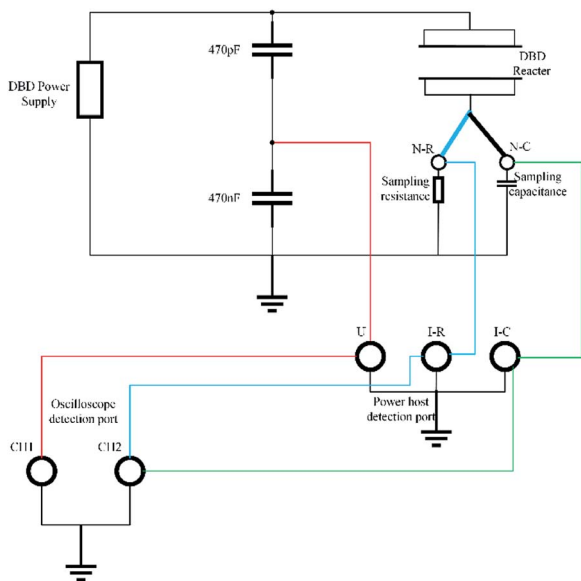 470pF
DBD
Reacter
DBD Power
Supply
N-R
N-C
Sampling
resistance
Sampling
capacitance
470nF
U
I-R
I-C
Oscilloscope
detection port
Power host
detection port
CH1
CH2